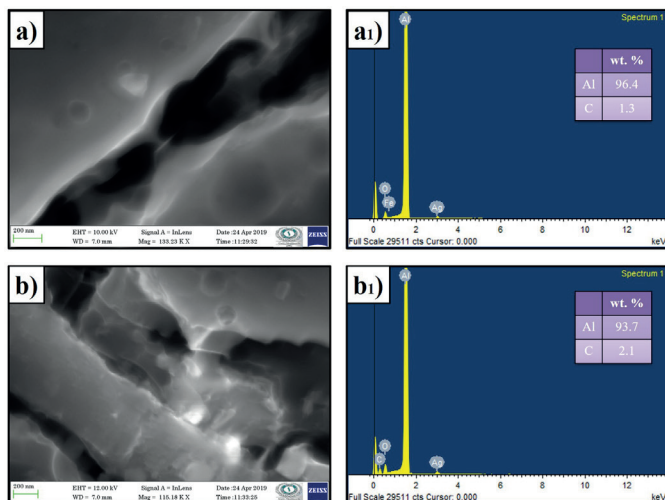 a)
200 nm
EHT = 10.00 kV Signal A = InLens Date :24 Apr 2019
WD = 7.0 mm Mag = 133.23 K X Time :11:29:32
ZEISS
a1)
Spectrum 1
Al
wt. %
Al 96.4
C 1.3
O
Fe
Ag
0 2 4 6 8 10 12
Full Scale 29511 cts Cursor: 0.000 keV
b)
200 nm
EHT = 12.00 kV Signal A = InLens Date :24 Apr 2019
WD = 7.0 mm Mag = 115.18 K X Time :11:33:25
ZEISS
b1)
Spectrum 1
Al
wt. %
Al 93.7
C 2.1
O
C
Ag
0 2 4 6 8 10 12
Full Scale 29511 cts Cursor: 0.000 keV